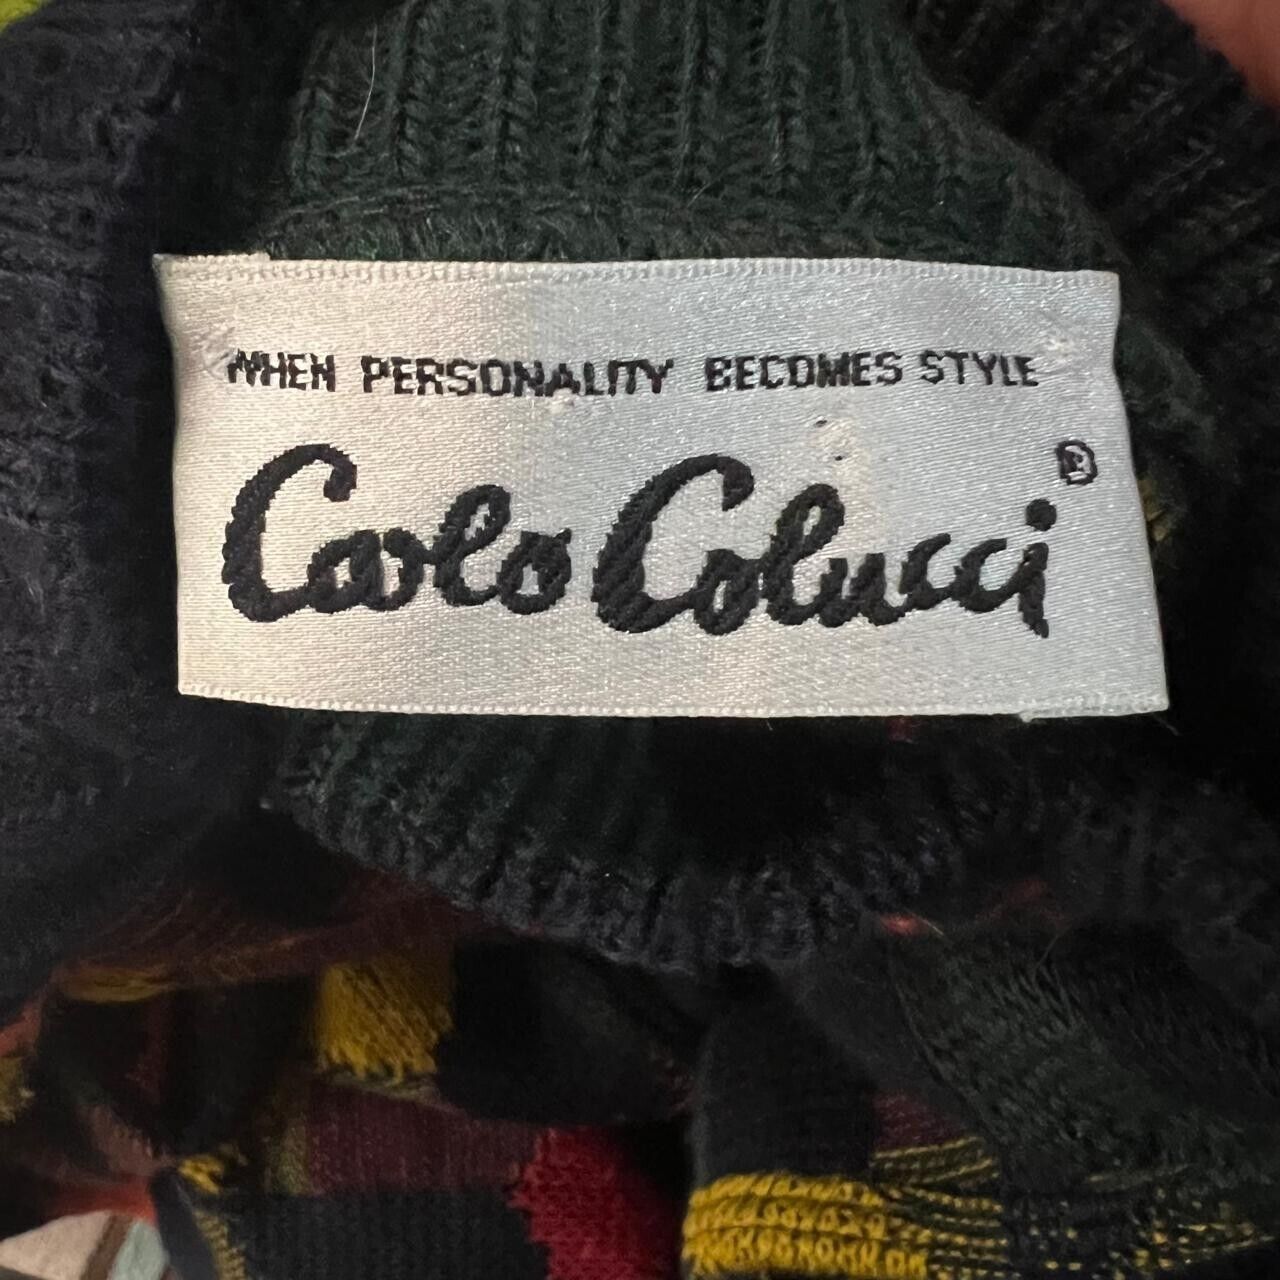 WHEN PERSONALITY BECOMES STYLE
Carlo Colucci®